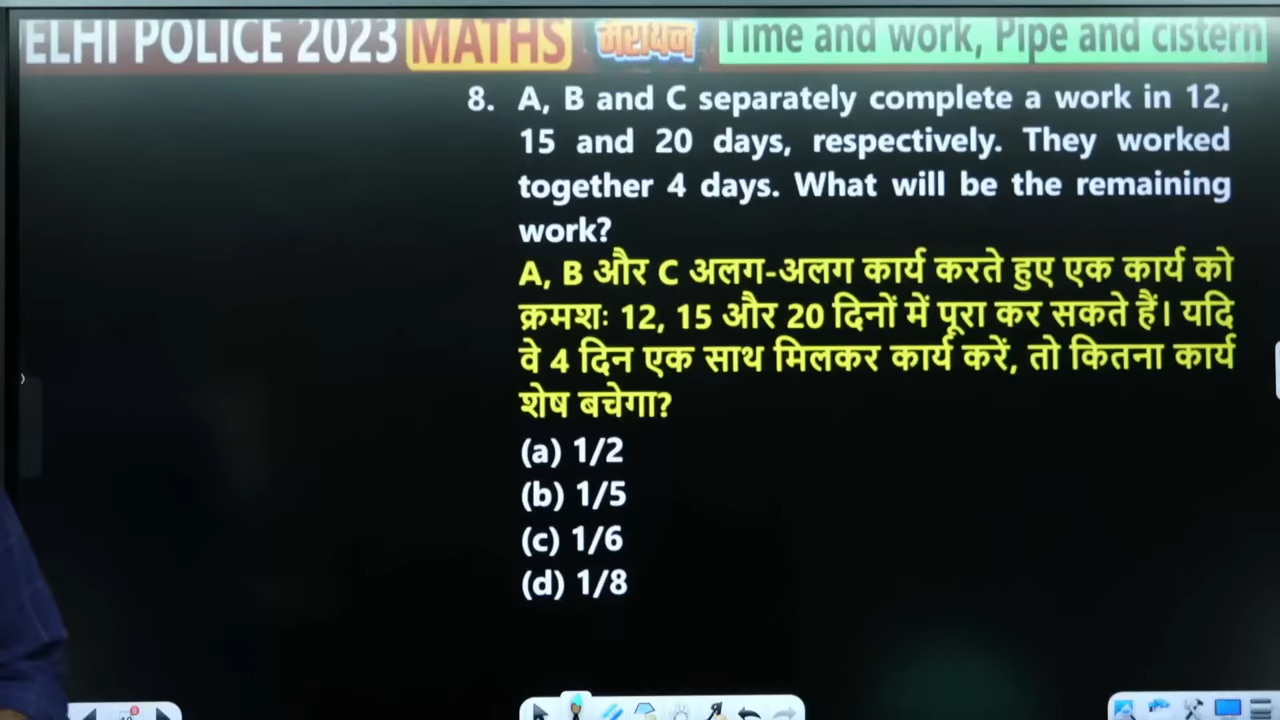 ELHI POLICE 2023 MATHS मैराथन Time and work, Pipe and cistern
8. A, B and C separately complete a work in 12,
15 and 20 days, respectively. They worked
together 4 days. What will be the remaining
work?
A, B और C अलग-अलग कार्य करते हुए एक कार्य को
क्रमशः 12, 15 और 20 दिनों में पूरा कर सकते हैं। यदि
वे 4 दिन एक साथ मिलकर कार्य करें, तो कितना कार्य
शेष बचेगा?
(a) 1/2
(b) 1/5
(c) 1/6
(d) 1/8